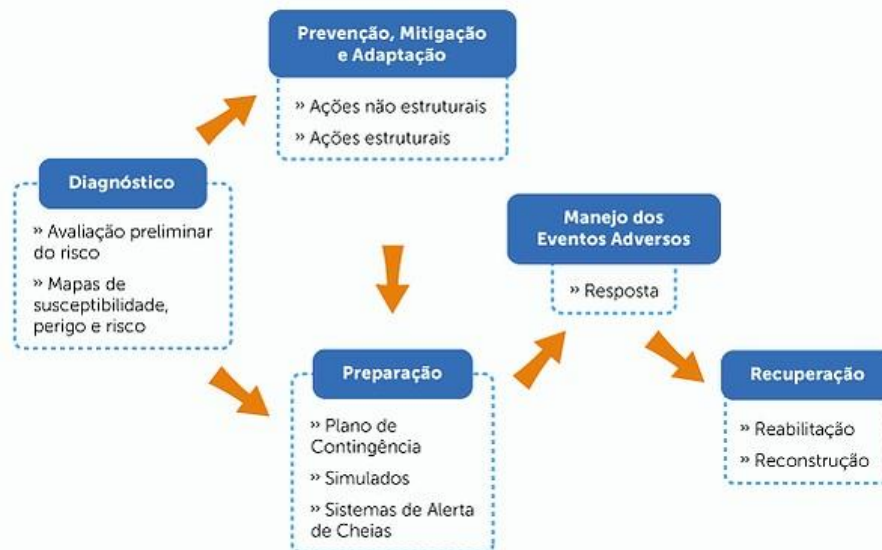 Prevenção, Mitigação
e Adaptação
» Ações não estruturais
» Ações estruturais
Diagnóstico
» Avaliação preliminar
do risco
» Mapas de
susceptibilidade,
perigo e risco
Manejo dos
Eventos Adversos
» Resposta
Preparação
» Plano de
Contingência
» Simulados
» Sistemas de Alerta
de Cheias
Recuperação
» Reabilitação
» Reconstrução